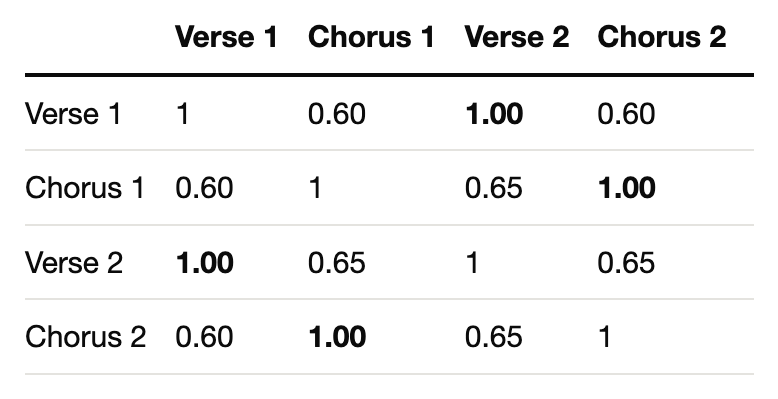 Verse 1 Chorus 1 Verse 2 Chorus 2
Verse 1 1 0.60 1.00 0.60
Chorus 1 0.60 1 0.65 1.00
Verse 2 1.00 0.65 1 0.65
Chorus 2 0.60 1.00 0.65 1